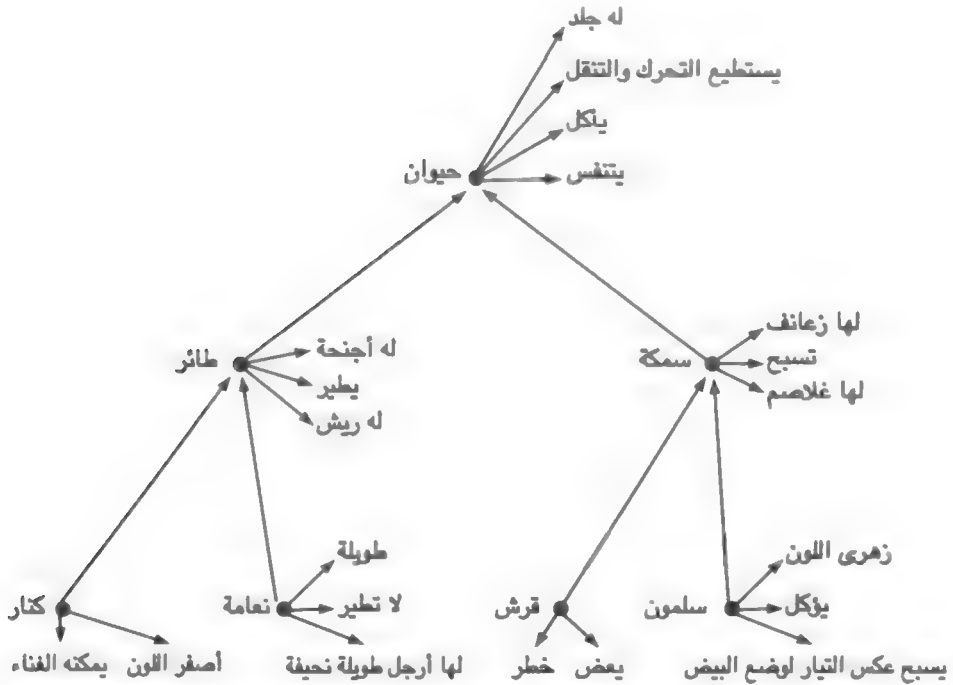 له جلد
يستطيع التحرك والتنقل
يأكل
يتنفس
حيوان
لها زعانف
تسبح
لها غلاصم
سمكة
له أجنحة
يطير
له ريش
طائر
زهرى اللون
يؤكل
يسبح عكس التيار لوضع البيض
سلمون
قرش
يعض
خطر
طويلة
لا تطير
لها أرجل طويلة نحيفة
نعامة
كنار
أصفر اللون
يمكنه الغناء